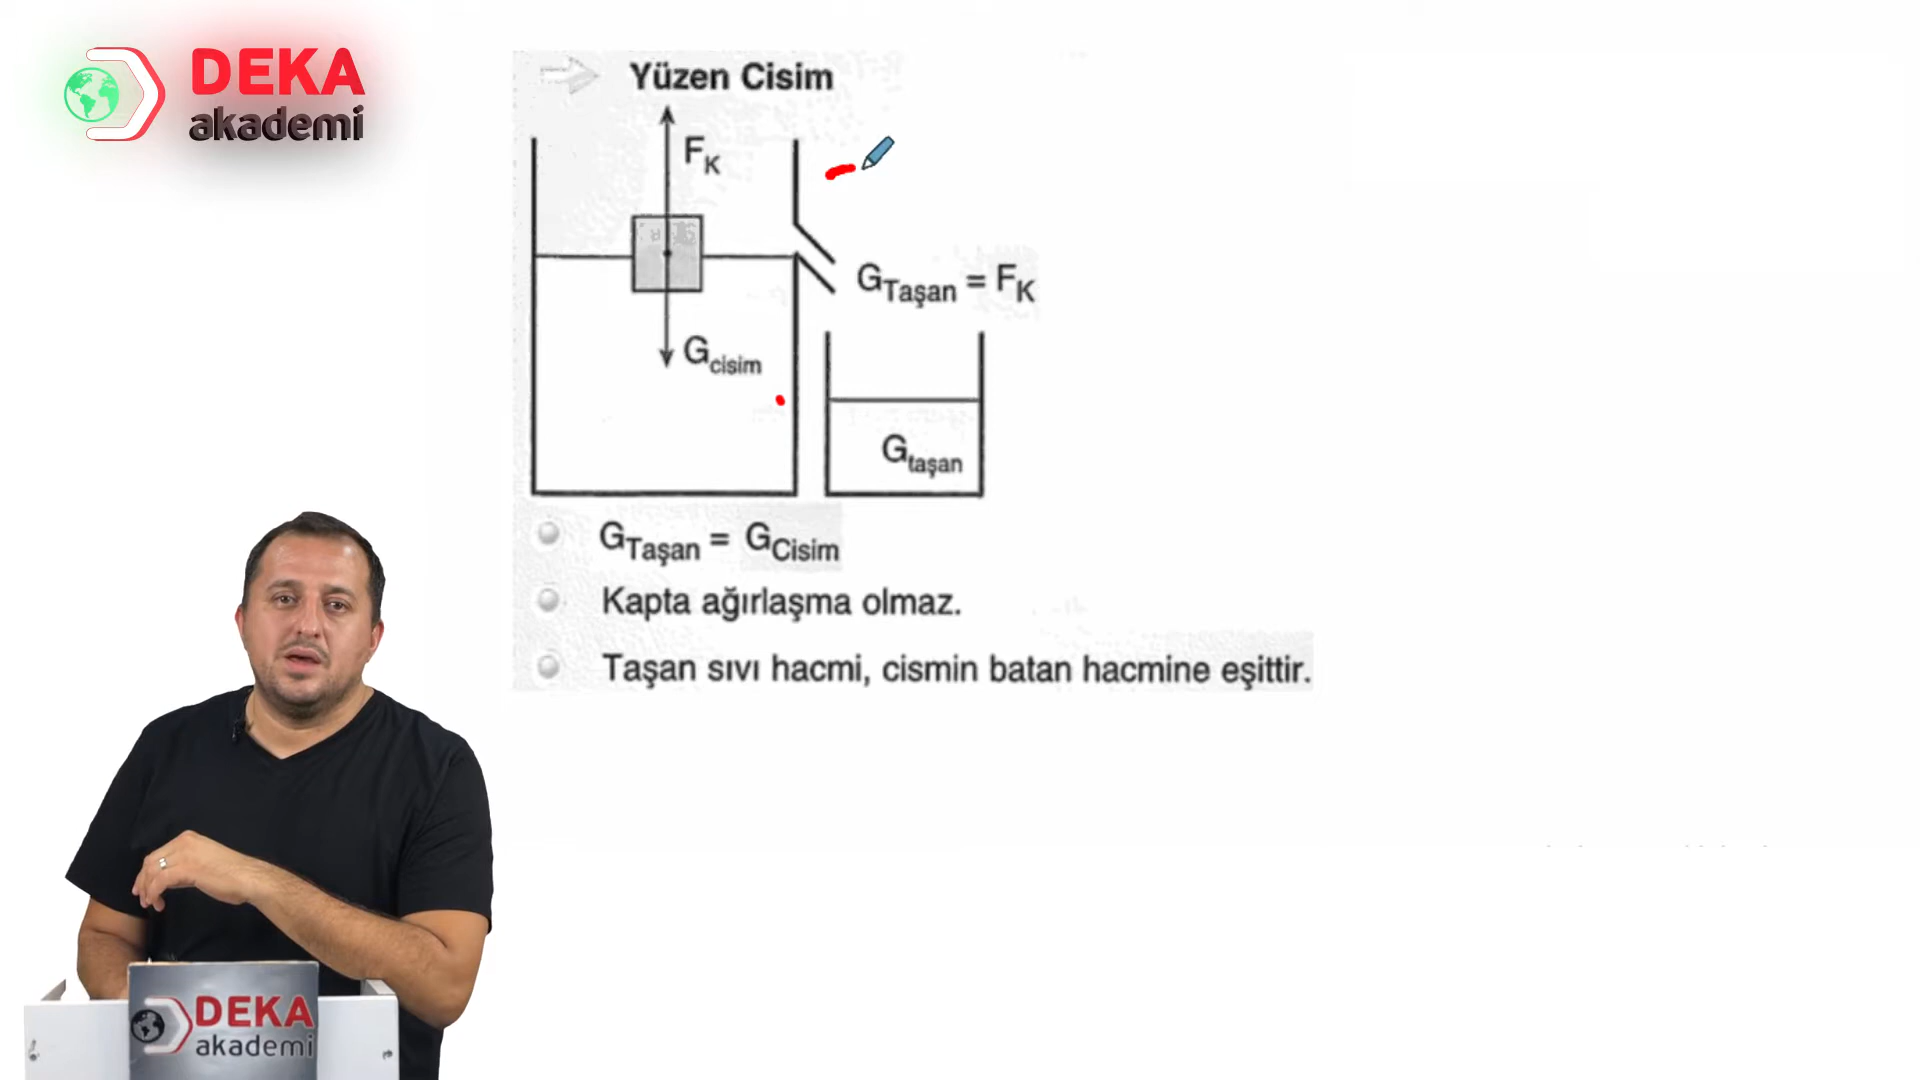 DEKA
akademi
Yüzen Cisim
FK
GTaşan = FK
Gcisim
Gtaşan
GTaşan = GCisim
Kapta ağırlaşma olmaz.
Taşan sıvı hacmi, cismin batan hacmine eşittir.
DEKA
akademi